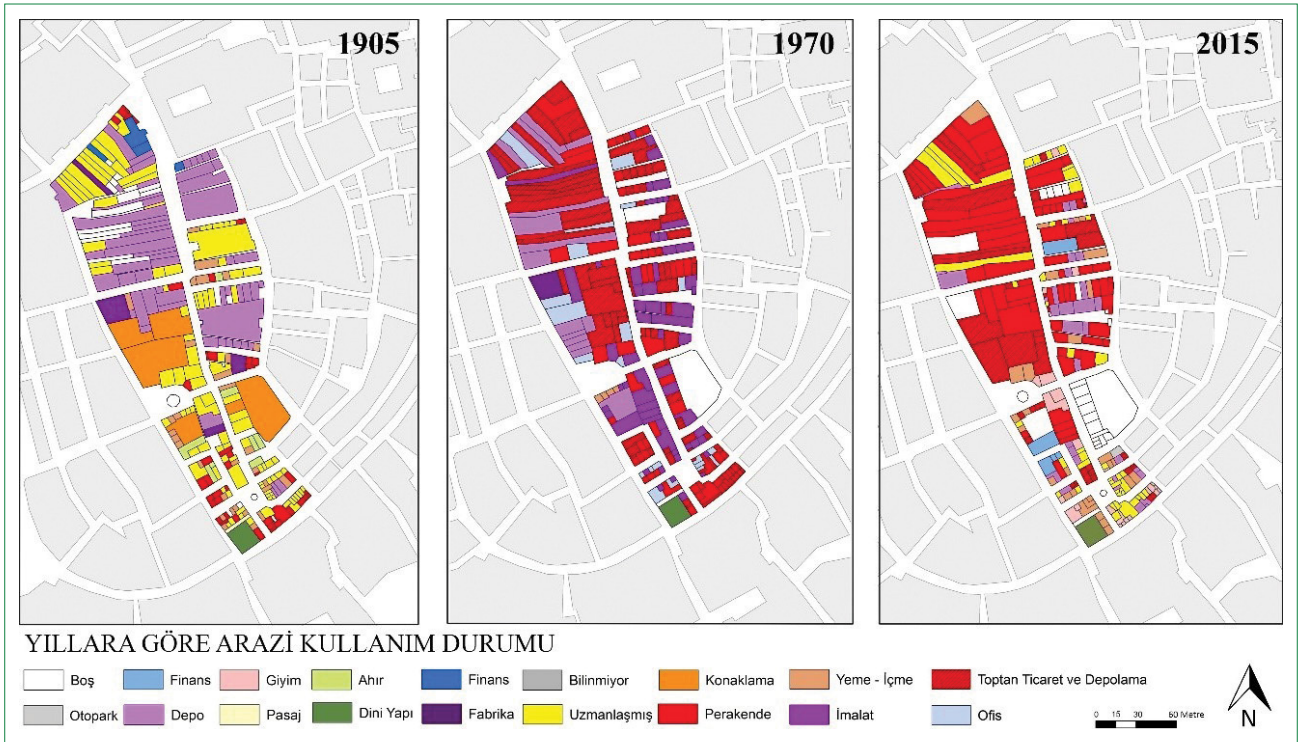 1905 1970 2015
YILLARA GÖRE ARAZİ KULLANIM DURUMU
Boş Finans Giyim Ahır Finans Bilinmiyor Konaklama Yeme - İçme Toptan Ticaret ve Depolama
Otopark Depo Pasaj Dini Yapı Fabrika Uzmanlaşmış Perakende İmalat Ofis
0 15 30 60 Metre
N